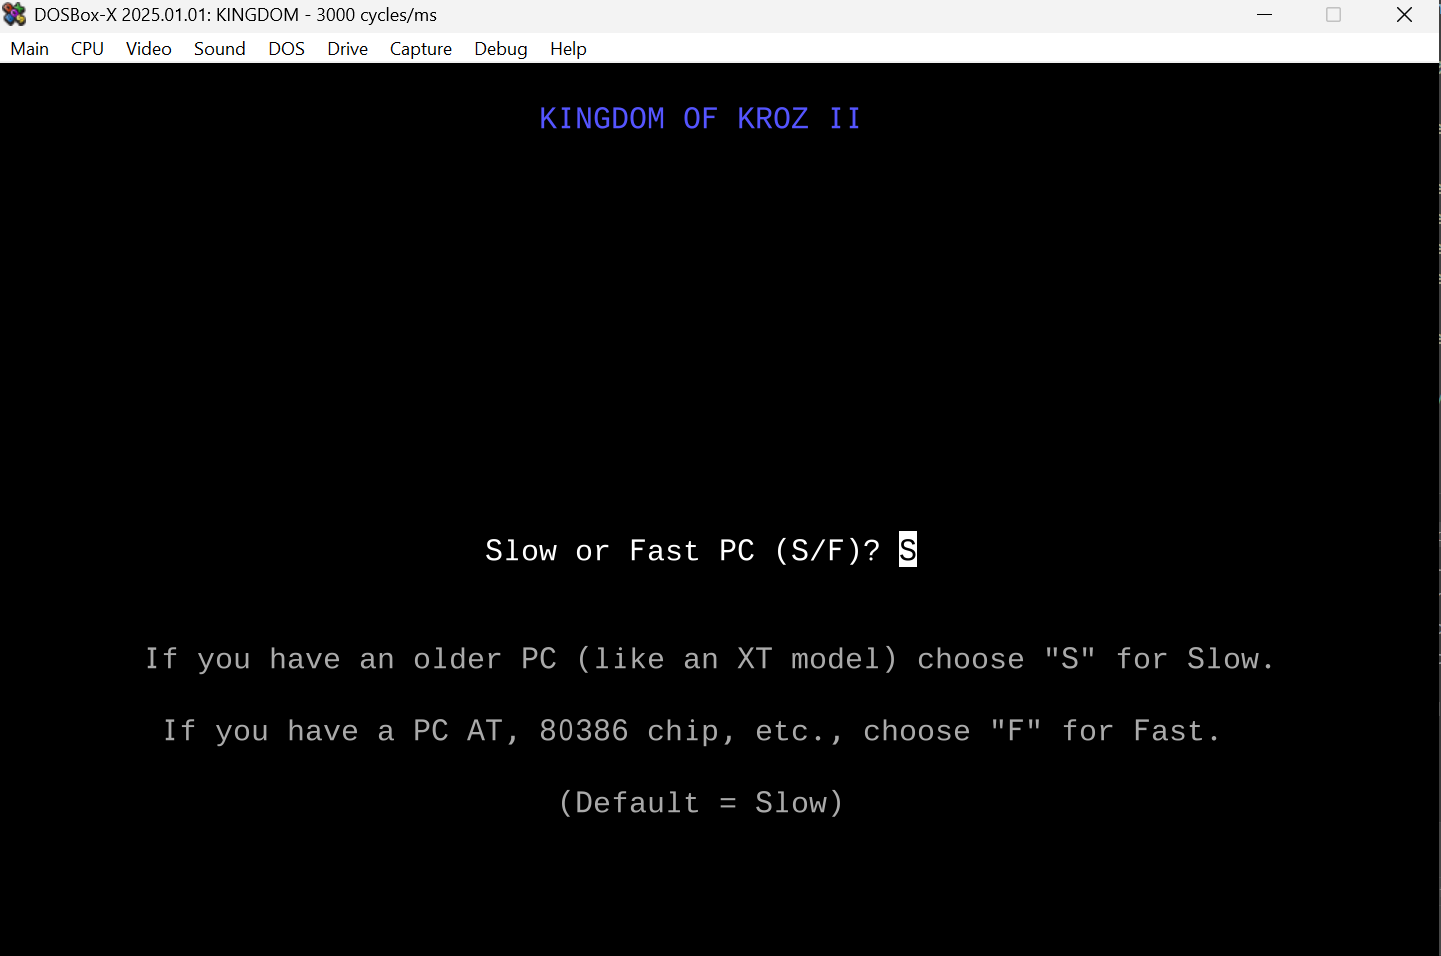 DOSBox-X 2025.01.01: KINGDOM - 3000 cycles/ms
Main CPU Video Sound DOS Drive Capture Debug Help
KINGDOM OF KROZ II
Slow or Fast PC (S/F)? S
If you have an older PC (like an XT model) choose "S" for Slow.
If you have a PC AT, 80386 chip, etc., choose "F" for Fast.
(Default = Slow)